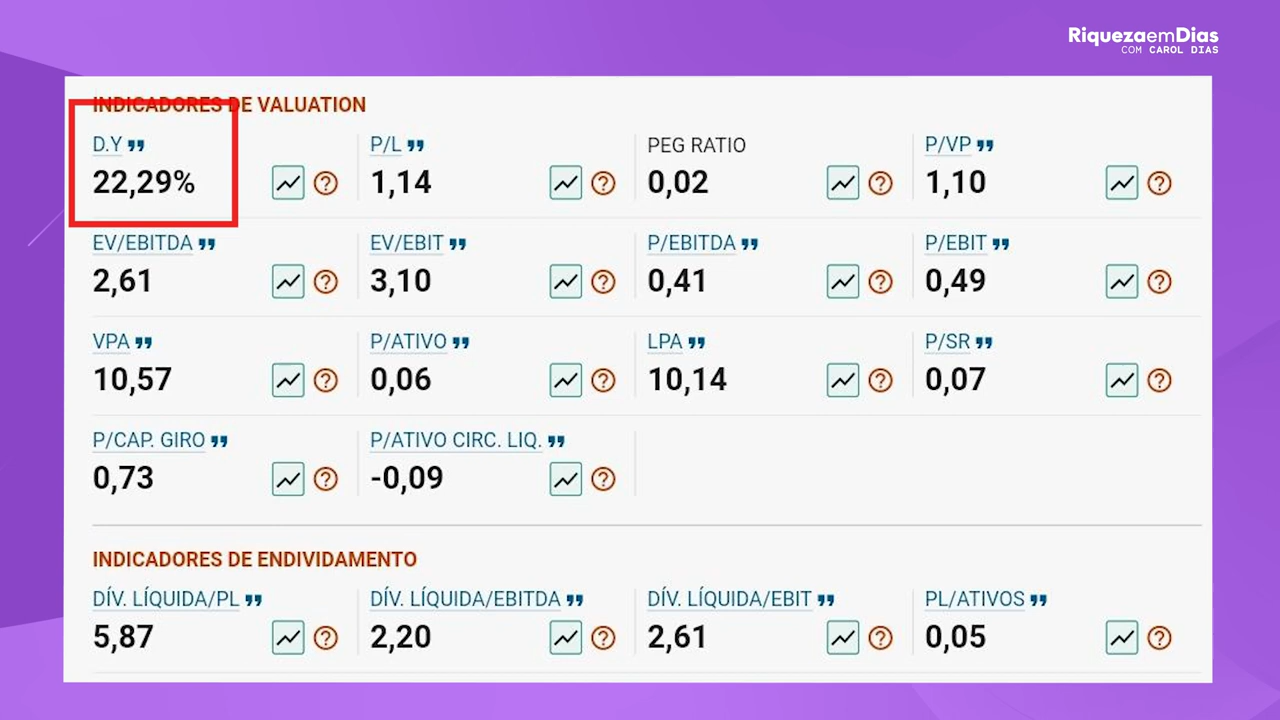 RiquezaemDias
COM CAROL DIAS
INDICADORES DE VALUATION
D.Y P/L PEG RATIO P/VP
22,29% 1,14 0,02 1,10
EV/EBITDA EV/EBIT P/EBITDA P/EBIT
2,61 3,10 0,41 0,49
VPA P/ATIVO LPA P/SR
10,57 0,06 10,14 0,07
P/CAP. GIRO P/ATIVO CIRC. LIQ.
0,73 -0,09
INDICADORES DE ENDIVIDAMENTO
DÍV. LÍQUIDA/PL DÍV. LÍQUIDA/EBITDA DÍV. LÍQUIDA/EBIT PL/ATIVOS
5,87 2,20 2,61 0,05